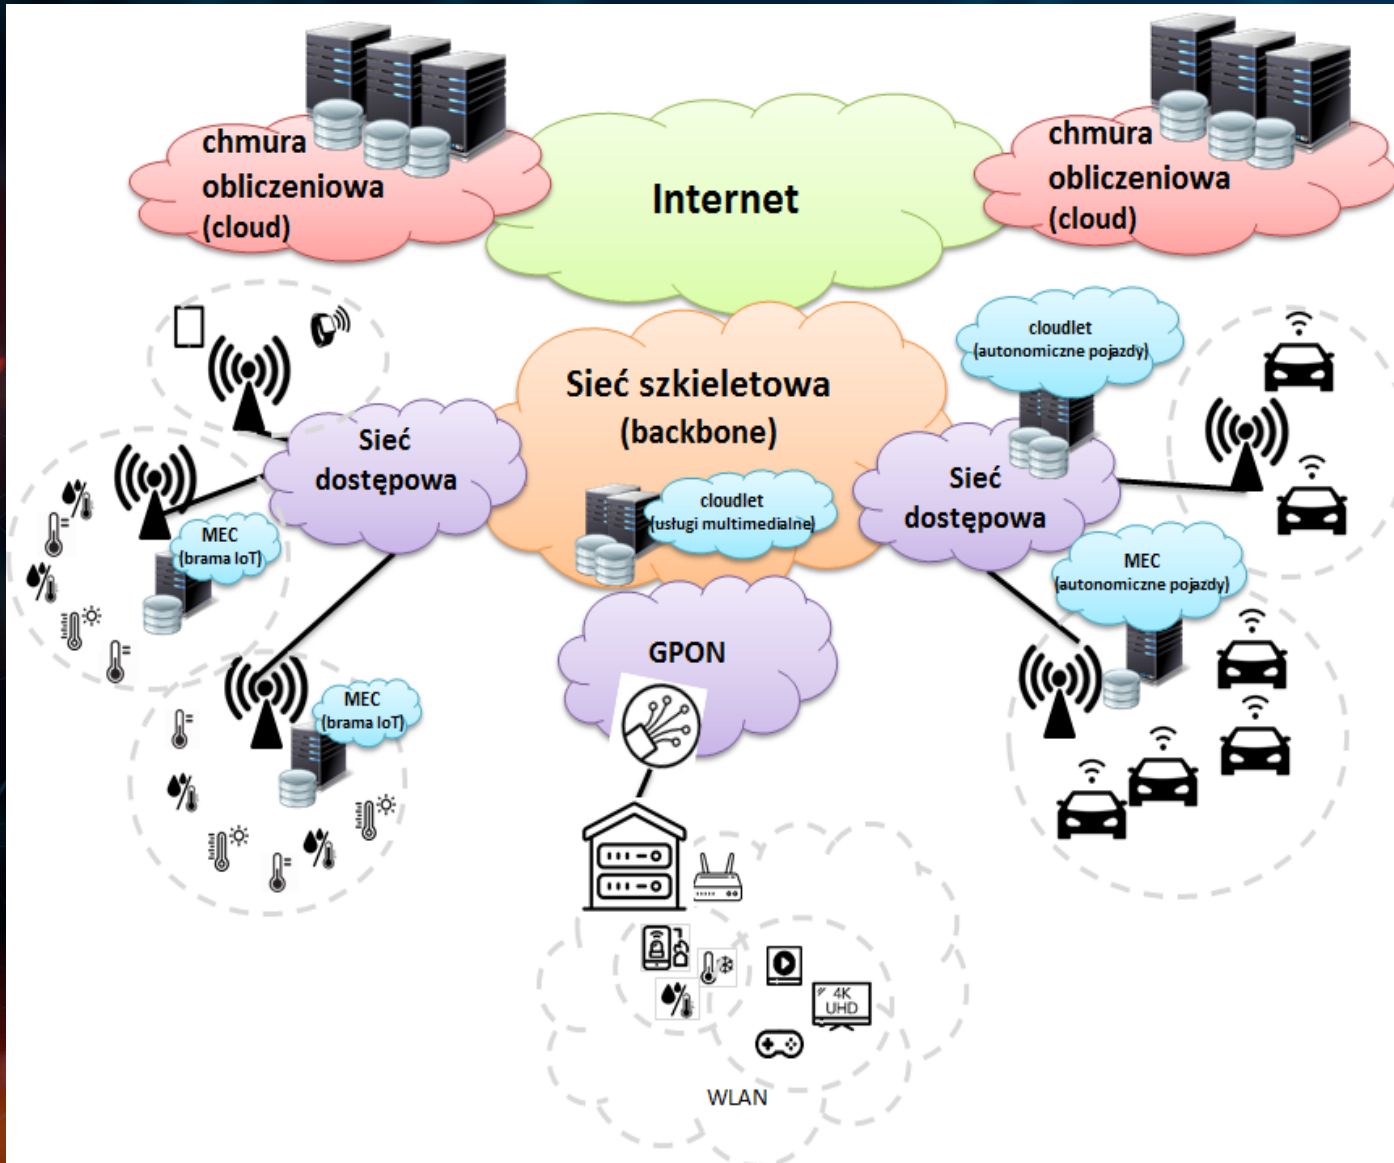 chmura
obliczeniowa
(cloud)
Internet
chmura
obliczeniowa
(cloud)
cloudlet
(autonomiczne pojazdy)
Sieć szkieletowa
(backbone)
Sieć
dostępowa
Sieć
dostępowa
cloudlet
(usługi multimedialne)
MEC
(brama IoT)
MEC
(autonomiczne pojazdy)
GPON
MEC
(brama IoT)
4K
UHD
WLAN